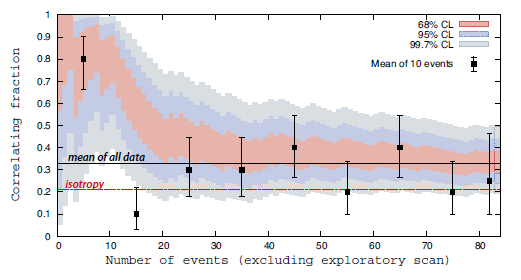 68% CL
95% CL
99.7% CL
Mean of 10 events
mean of all data
isotropy
Correlating fraction
1
0.9
0.8
0.7
0.6
0.5
0.4
0.3
0.2
0.1
0
0 10 20 30 40 50 60 70 80
Number of events (excluding exploratory scan)